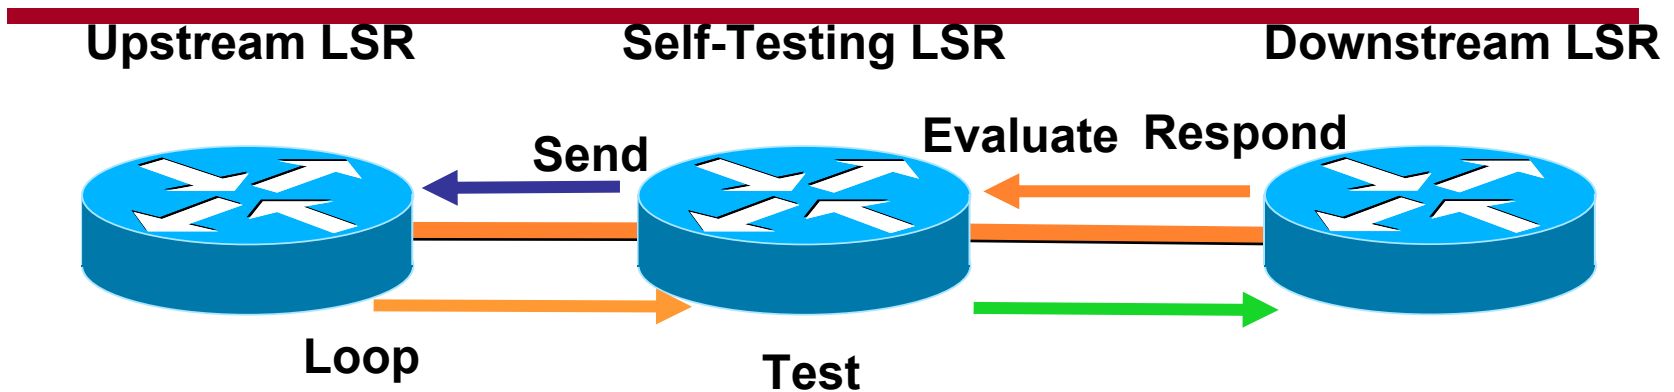 Upstream LSR
Self-Testing LSR
Downstream LSR
Send
Evaluate
Respond
Loop
Test